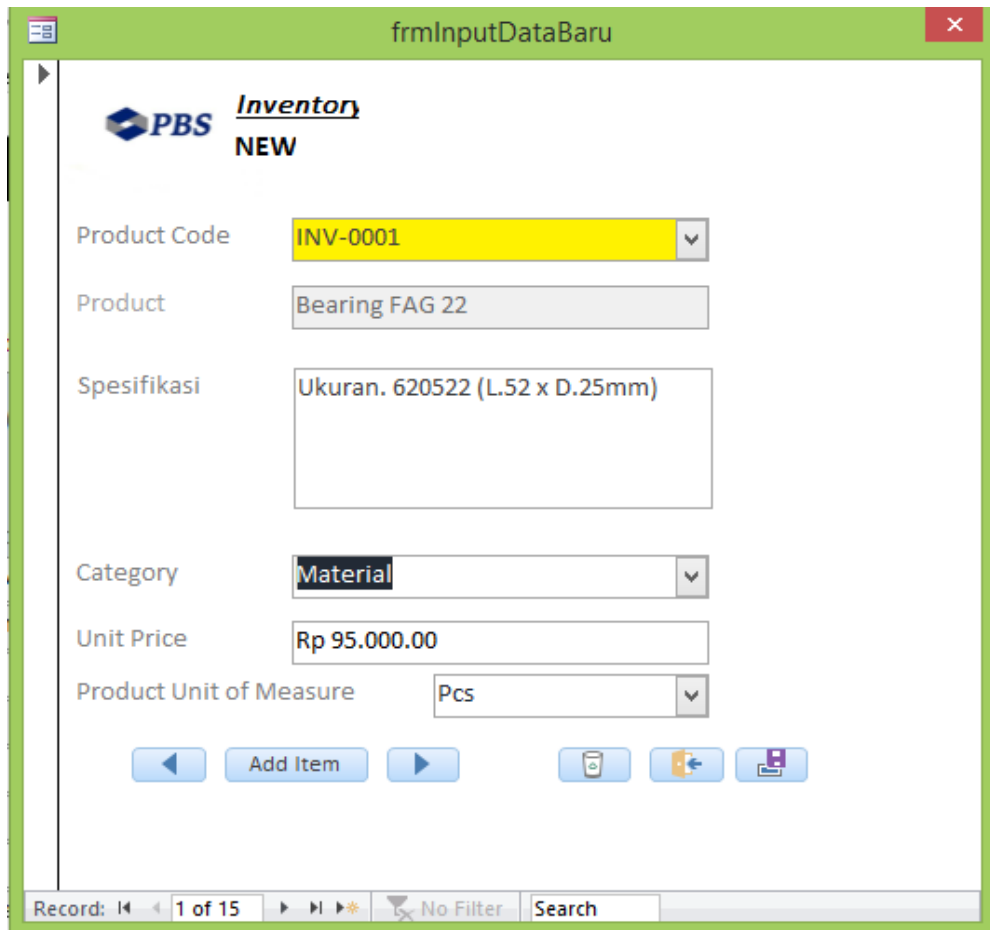 frmInputDataBaru
PBS
Inventory
NEW
Product Code INV-0001
Product Bearing FAG 22
Spesifikasi Ukuran. 620522 (L.52 x D.25mm)
Category Material
Unit Price Rp 95.000.00
Product Unit of Measure Pcs
Add Item
Record: 1 of 15 No Filter Search